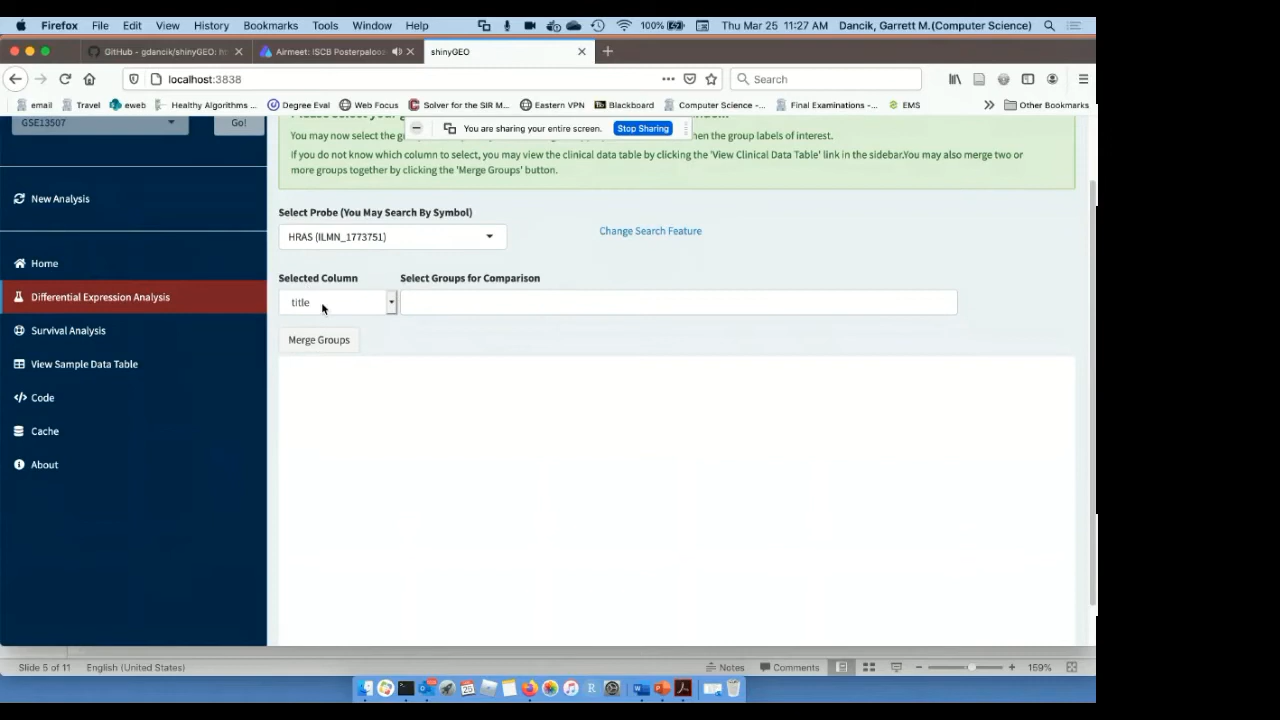 Firefox File Edit View History Bookmarks Tools Window Help 100% Thu Mar 25 11:27 AM Dancik, Garrett M.(Computer Science)
GitHub - gdancik/shinyGEO: ht Airmeet: ISCB Posterpaloo shinyGEO
localhost:3838 Search
email Travel eweb Healthy Algorithms ... Degree Eval Web Focus Solver for the SIR M... Eastern VPN Blackboard Computer Science -... Final Examinations -... EMS Other Bookmarks
GSE13507 Go!
You are sharing your entire screen. Stop Sharing
You may now select the hen the group labels of interest.
If you do not know which column to select, you may view the clinical data table by clicking the 'View Clinical Data Table' link in the sidebar.You may also merge two or
more groups together by clicking the 'Merge Groups' button.
New Analysis
Select Probe (You May Search By Symbol)
HRAS (ILMN_1773751) Change Search Feature
Home
Selected Column Select Groups for Comparison
Differential Expression Analysis
title
Survival Analysis
Merge Groups
View Sample Data Table
Code
Cache
About
Slide 5 of 11 English (United States) Notes Comments 159%